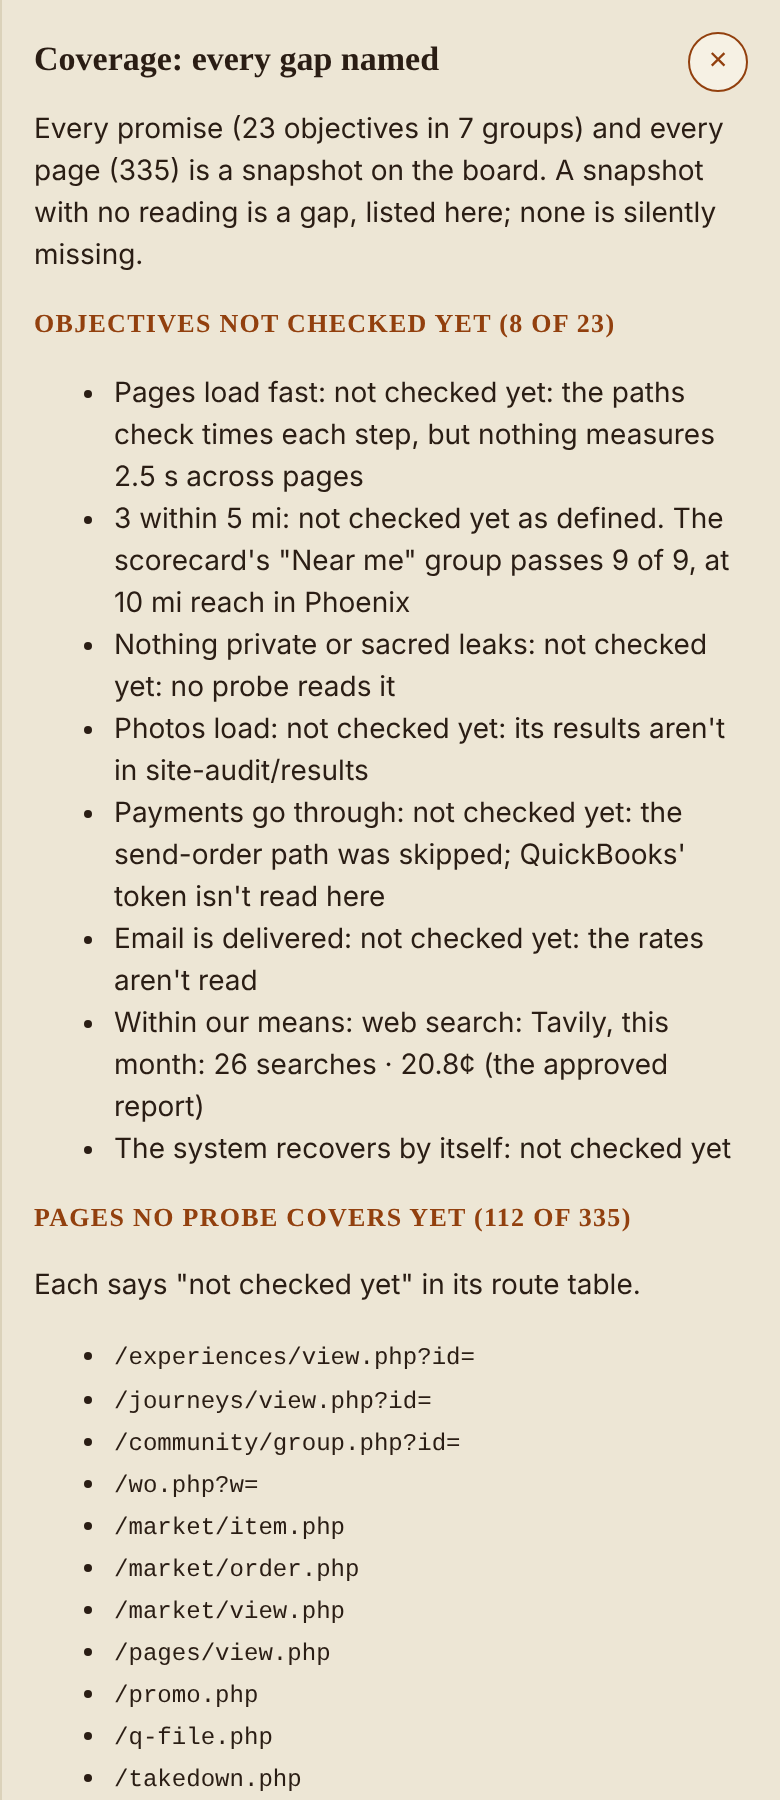 Coverage: every gap named
×
Every promise (23 objectives in 7 groups) and every
page (335) is a snapshot on the board. A snapshot
with no reading is a gap, listed here; none is silently
missing.
OBJECTIVES NOT CHECKED YET (8 OF 23)
• Pages load fast: not checked yet: the paths
check times each step, but nothing measures
2.5 s across pages
• 3 within 5 mi: not checked yet as defined. The
scorecard's "Near me" group passes 9 of 9, at
10 mi reach in Phoenix
• Nothing private or sacred leaks: not checked
yet: no probe reads it
• Photos load: not checked yet: its results aren't
in site-audit/results
• Payments go through: not checked yet: the
send-order path was skipped; QuickBooks'
token isn't read here
• Email is delivered: not checked yet: the rates
aren't read
• Within our means: web search: Tavily, this
month: 26 searches · 20.8¢ (the approved
report)
• The system recovers by itself: not checked yet
PAGES NO PROBE COVERS YET (112 OF 335)
Each says "not checked yet" in its route table.
• /experiences/view.php?id=
• /journeys/view.php?id=
• /community/group.php?id=
• /wo.php?w=
• /market/item.php
• /market/order.php
• /market/view.php
• /pages/view.php
• /promo.php
• /q-file.php
• /takedown.php